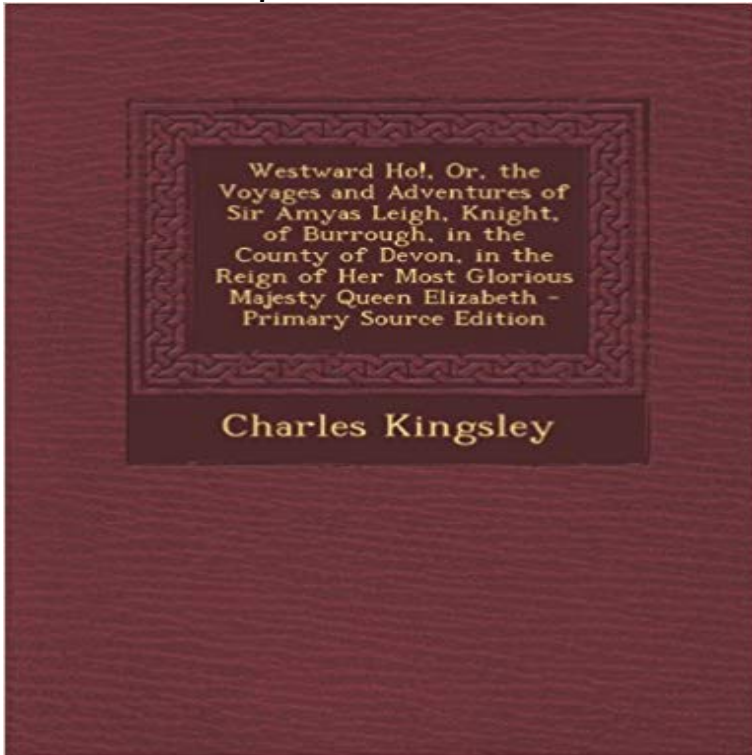 Westward Ho!, Or, the
Voyages and Adventures of
Sir Amyas Leigh, Knight,
of Burrough, in the
County of Devon, in the
Reign of Her Most Glorious
Majesty Queen Elizabeth -
Primary Source Edition
Charles Kingsley